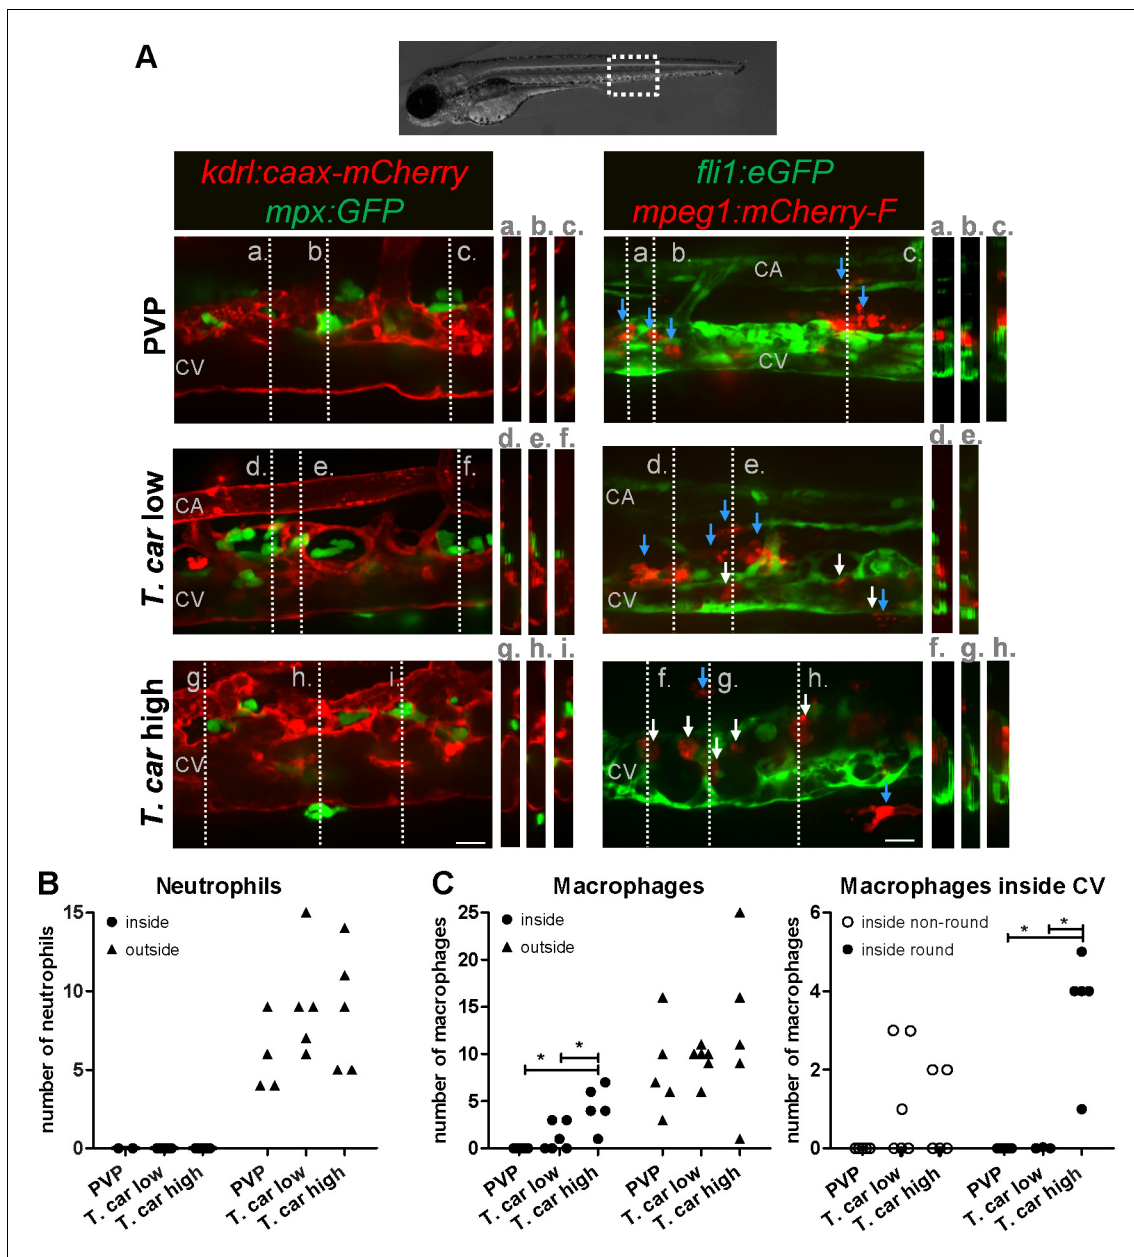 A
kdrl:caax-mCherry
mpx:GFP
fli1:eGFP
mpeg1:mCherry-F
a. b. c.
a. b. c.
PVP
a. b. c.
CV
a. b. c.
CA
CV
d. e. f.
d. e.
T. car low
d. e. f.
CA
CV
d. e.
CA
CV
g. h. i.
f. g. h.
T. car high
g. h. i.
CV
f. g. h.
CV
B
Neutrophils
number of neutrophils
15
10
5
0
inside
outside
PVP
T. car low
T. car high
PVP
T. car low
T. car high
C
Macrophages
number of macrophages
25
20
15
10
5
0
inside
outside
* *
PVP
T. car low
T. car high
PVP
T. car low
T. car high
Macrophages inside CV
number of macrophages
6
4
2
0
inside non-round
inside round
* *
PVP
T. car low
T. car high
PVP
T. car low
T. car high